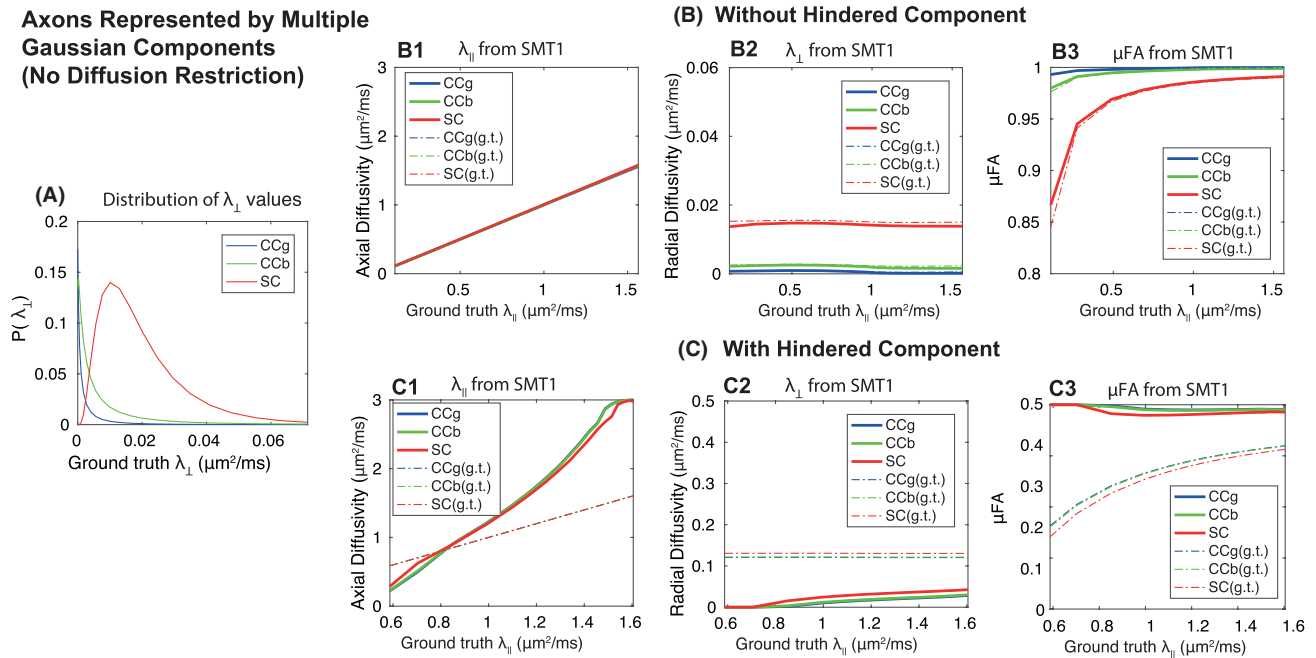 Axons Represented by Multiple
Gaussian Components
(No Diffusion Restriction)
(A)
Distribution of λ⊥ values
0.2
0.15
0.1
0.05
0
P( λ⊥)
CCg
CCb
SC
0
0.02
0.04
0.06
Ground truth λ⊥ (µm²/ms)
(B) Without Hindered Component
B1
λ∥ from SMT1
3
2
1
0
Axial Diffusivity (µm²/ms)
CCg
CCb
SC
CCg(g.t.)
CCb(g.t.)
SC(g.t.)
0.5
1
1.5
Ground truth λ∥ (µm²/ms)
B2
λ⊥ from SMT1
0.06
0.04
0.02
0
Radial Diffusivity (µm²/ms)
CCg
CCb
SC
CCg(g.t.)
CCb(g.t.)
SC(g.t.)
0.5
1
1.5
Ground truth λ∥ (µm²/ms)
B3
µFA from SMT1
1
0.95
0.9
0.85
0.8
µFA
CCg
CCb
SC
CCg(g.t.)
CCb(g.t.)
SC(g.t.)
0.5
1
1.5
Ground truth λ∥ (µm²/ms)
(C) With Hindered Component
C1
λ∥ from SMT1
3
2
1
0
Axial Diffusivity (µm²/ms)
CCg
CCb
SC
CCg(g.t.)
CCb(g.t.)
SC(g.t.)
0.6
0.8
1
1.2
1.4
1.6
Ground truth λ∥ (µm²/ms)
C2
λ⊥ from SMT1
0.5
0.4
0.3
0.2
0.1
0
Radial Diffusivity (µm²/ms)
CCg
CCb
SC
CCg(g.t.)
CCb(g.t.)
SC(g.t.)
0.6
0.8
1
1.2
1.4
1.6
Ground truth λ∥ (µm²/ms)
C3
µFA from SMT1
0.5
0.4
0.3
0.2
0.1
0
µFA
CCg
CCb
SC
CCg(g.t.)
CCb(g.t.)
SC(g.t.)
0.6
0.8
1
1.2
1.4
1.6
Ground truth λ∥ (µm²/ms)